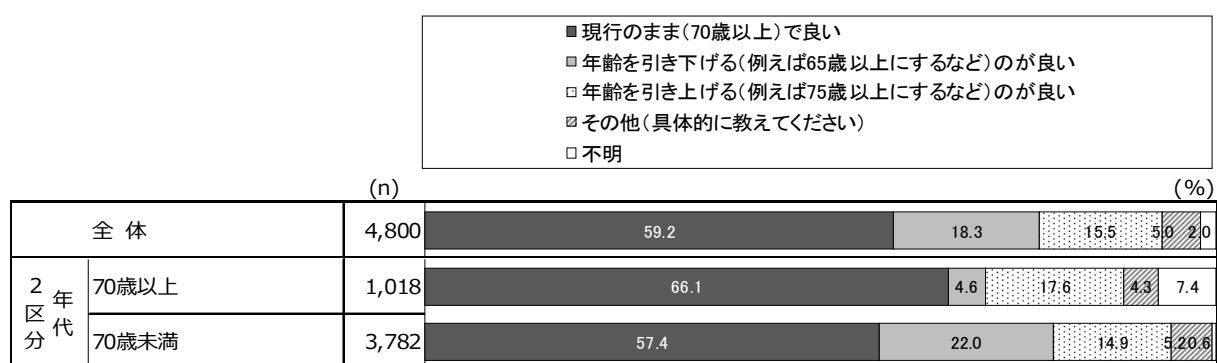 ■現行のまま(70歳以上)で良い
□年齢を引き下げる(例えば65歳以上にするなど)のが良い
□年齢を引き上げる(例えば75歳以上にするなど)のが良い
□その他(具体的に教えてください)
□不明
(n) (%)
全 体 4,800 59.2 18.3 15.5 5.0 2.0
年代
2区分
70歳以上 1,018 66.1 4.6 17.6 4.3 7.4
70歳未満 3,782 57.4 22.0 14.9 5.2 0.6